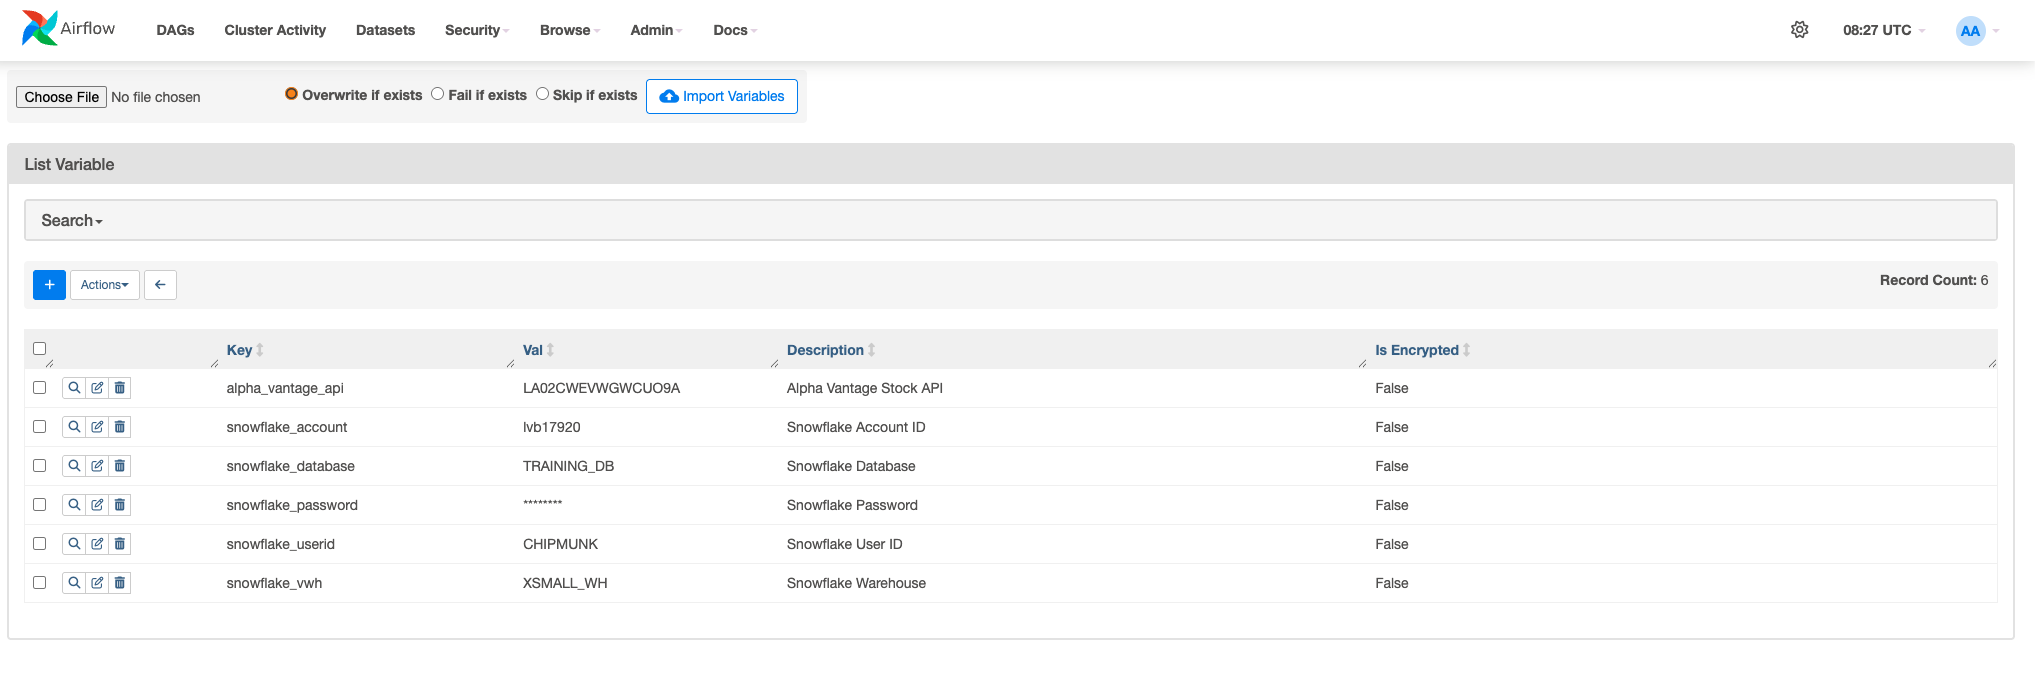 Airflow DAGs Cluster Activity Datasets Security Browse Admin Docs 08:27 UTC AA
Choose File No file chosen Overwrite if exists Fail if exists Skip if exists Import Variables
List Variable
Search
+ Actions Record Count: 6
Key Val Description Is Encrypted
alpha_vantage_api LA02CWEVWGWCUO9A Alpha Vantage Stock API False
snowflake_account lvb17920 Snowflake Account ID False
snowflake_database TRAINING_DB Snowflake Database False
snowflake_password ******** Snowflake Password False
snowflake_userid CHIPMUNK Snowflake User ID False
snowflake_vwh XSMALL_WH Snowflake Warehouse False